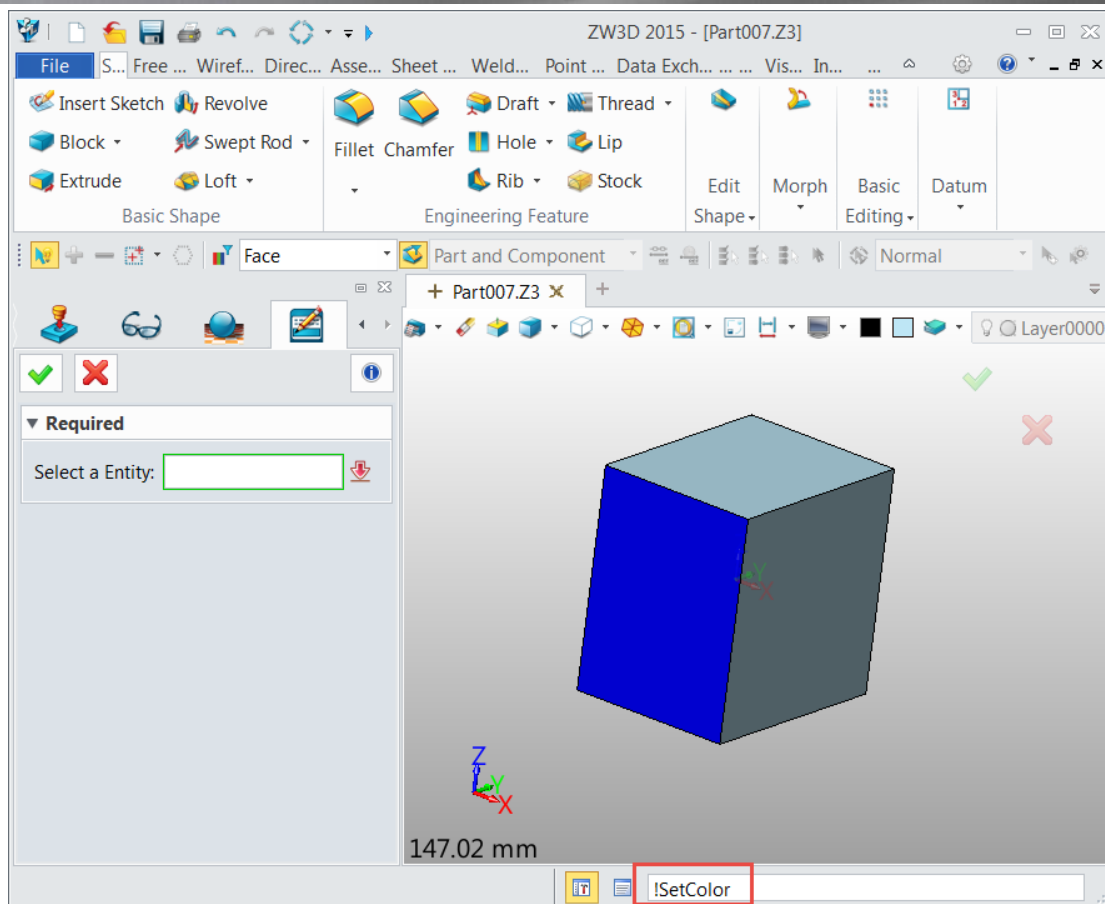 ZW3D 2015 - [Part007.Z3]
File S... Free ... Wiref... Direc... Asse... Sheet ... Weld... Point ... Data Exch... ... Vis... In... ...
Insert Sketch Revolve Draft Thread
Block Swept Rod Fillet Chamfer Hole Lip
Extrude Loft Rib Stock Edit Morph Basic Datum
Basic Shape Engineering Feature Shape Editing
Face Part and Component Normal
+ Part007.Z3 +
Layer0000
Required
Select a Entity:
Y
X
Z
Y
X
147.02 mm
!SetColor